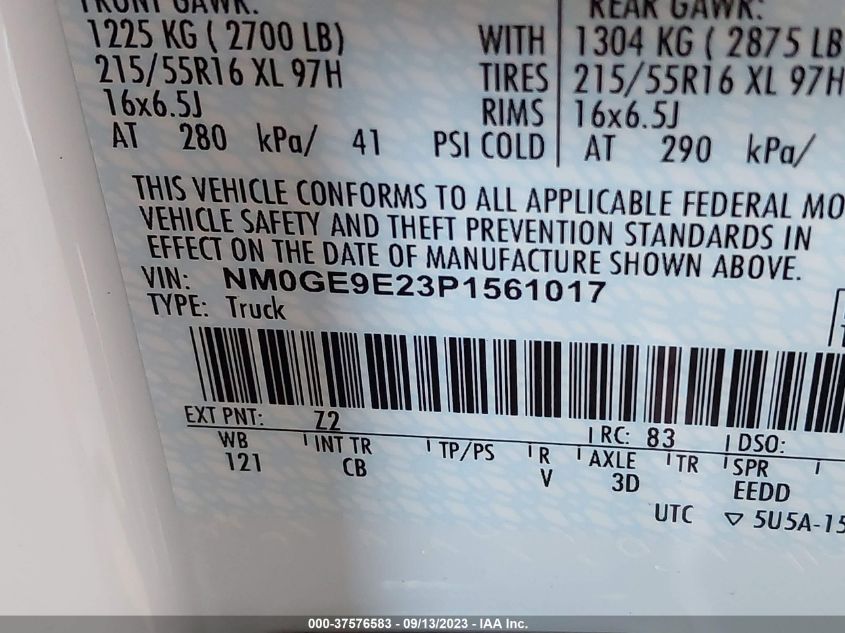 FRONT GAWR: REAR GAWR:
1225 KG ( 2700 LB) WITH 1304 KG ( 2875 LB
215/55R16 XL 97H TIRES 215/55R16 XL 97H
16x6.5J RIMS 16x6.5J
AT 280 kPa/ 41 PSI COLD AT 290 kPa/
THIS VEHICLE CONFORMS TO ALL APPLICABLE FEDERAL MO
VEHICLE SAFETY AND THEFT PREVENTION STANDARDS IN
EFFECT ON THE DATE OF MANUFACTURE SHOWN ABOVE.
VIN: NM0GE9E23P1561017
TYPE: Truck
EXT PNT: Z2 RC: 83 DSO:
WB INT TR TP/PS R AXLE TR SPR
121 CB V 3D EEDD
UTC ▽ 5U5A-15
000-37576583 - 09/13/2023 - IAA Inc.